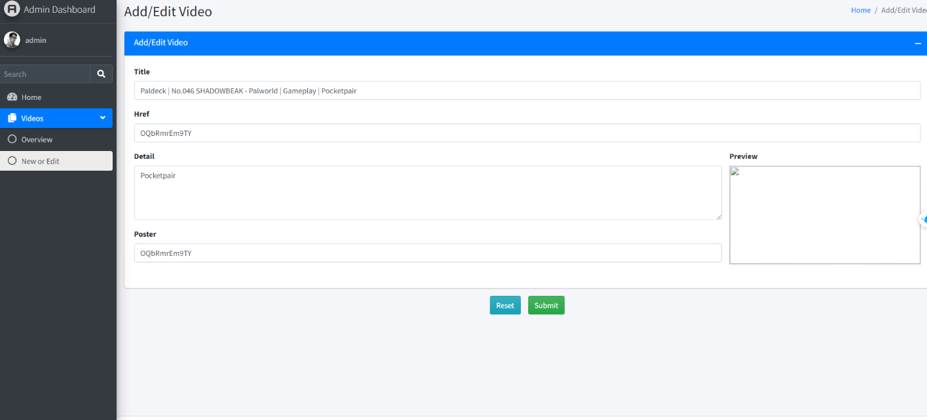 Admin Dashboard
Add/Edit Video
Home / Add/Edit Video
admin
Add/Edit Video
Search
Title
Paldeck | No.046 SHADOWBEAK - Palworld | Gameplay | Pocketpair
Home
Href
Videos
OQbRmrEm9TY
Overview
Detail
Preview
New or Edit
Pocketpair
Poster
OQbRmrEm9TY
Reset
Submit